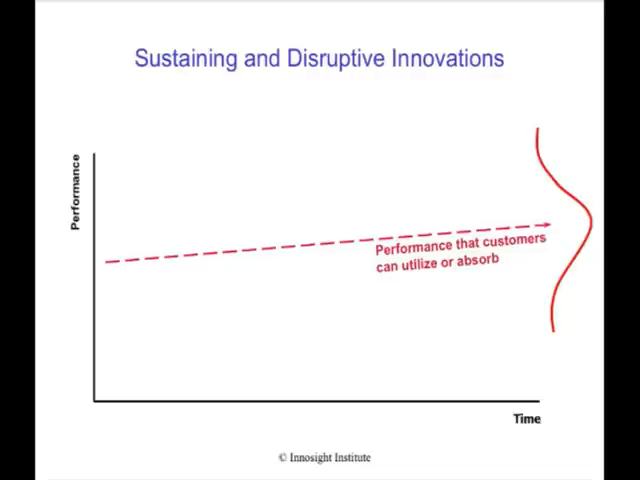 Sustaining and Disruptive Innovations
Performance
Performance that customers
can utilize or absorb
Time
© Innosight Institute